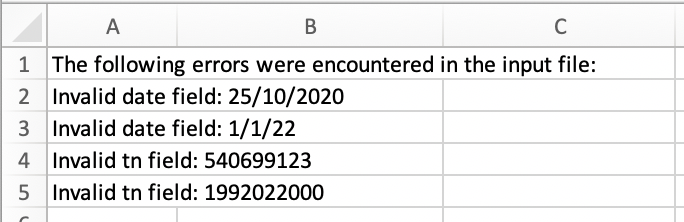 A B C
1 The following errors were encountered in the input file:
2 Invalid date field: 25/10/2020
3 Invalid date field: 1/1/22
4 Invalid tn field: 540699123
5 Invalid tn field: 1992022000